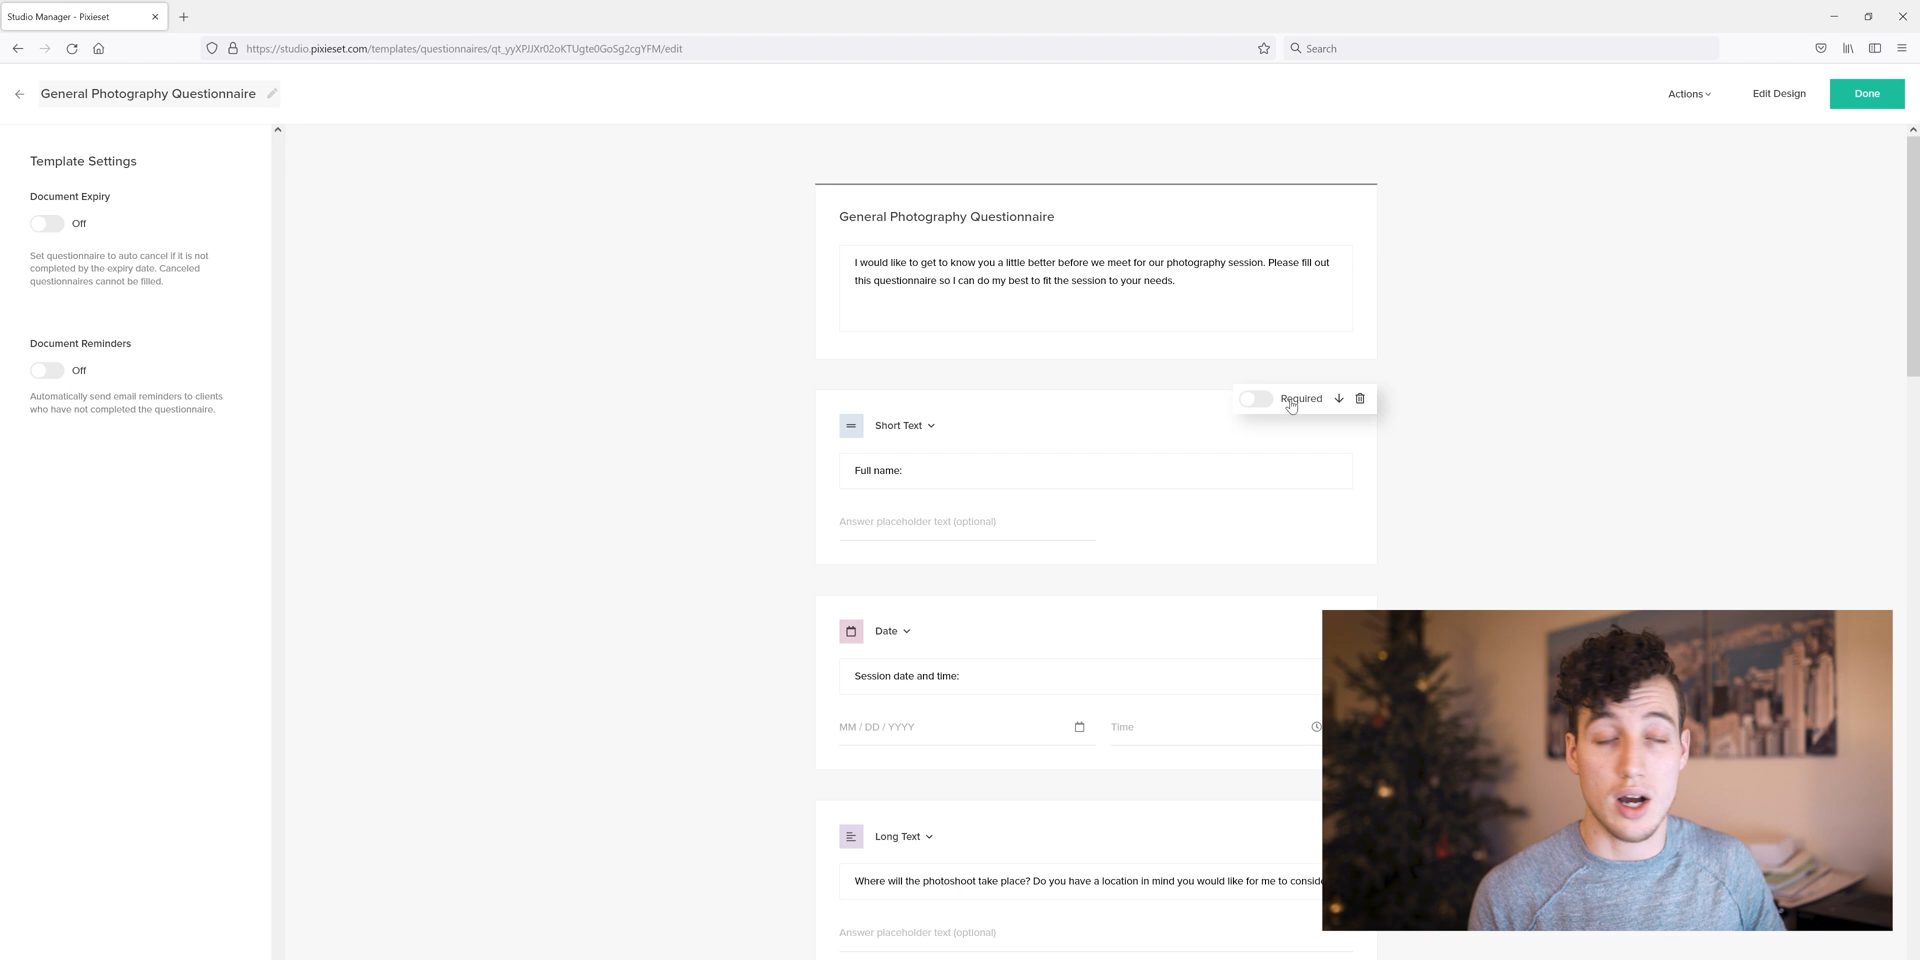 Studio Manager - Pixieset
https://studio.pixieset.com/templates/questionnaires/qt_yyXPJJXr02oKTUgte0GoSg2cgYFM/edit
Search
General Photography Questionnaire
Actions
Edit Design
Done
Template Settings
Document Expiry
Off
Set questionnaire to auto cancel if it is not
completed by the expiry date. Canceled
questionnaires cannot be filled.
Document Reminders
Off
Automatically send email reminders to clients
who have not completed the questionnaire.
General Photography Questionnaire
I would like to get to know you a little better before we meet for our photography session. Please fill out
this questionnaire so I can do my best to fit the session to your needs.
Required
Short Text
Full name:
Answer placeholder text (optional)
Date
Session date and time:
MM / DD / YYYY
Time
Long Text
Where will the photoshoot take place? Do you have a location in mind you would like for me to conside
Answer placeholder text (optional)